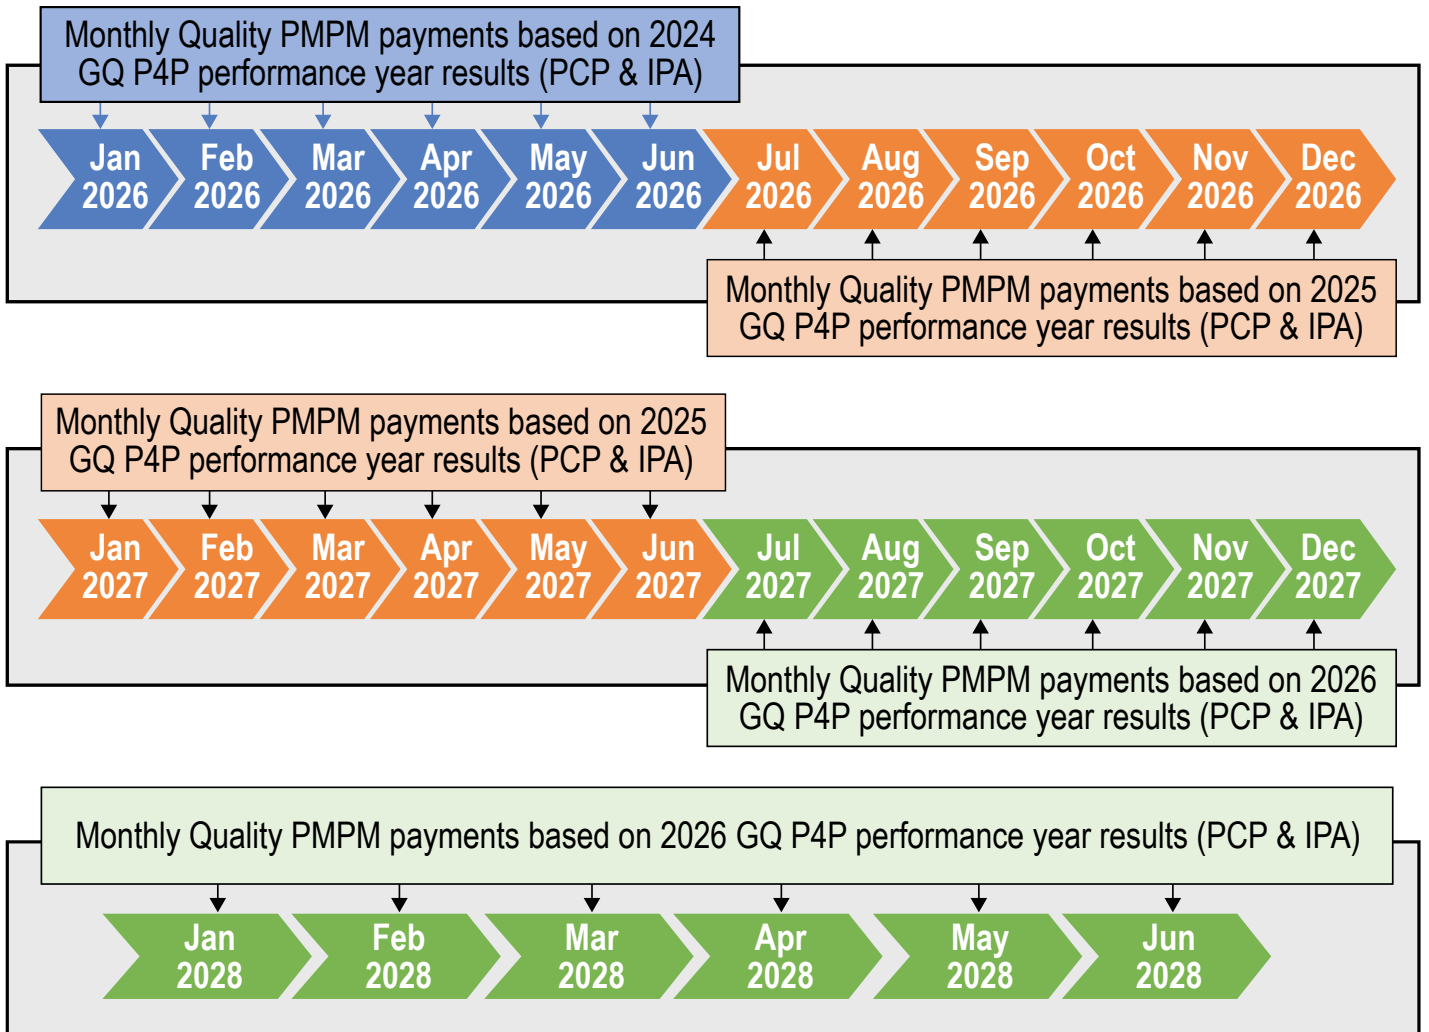 Monthly Quality PMPM payments based on 2024
GQ P4P performance year results (PCP & IPA)
Jan 2026
Feb 2026
Mar 2026
Apr 2026
May 2026
Jun 2026
Jul 2026
Aug 2026
Sep 2026
Oct 2026
Nov 2026
Dec 2026
Monthly Quality PMPM payments based on 2025
GQ P4P performance year results (PCP & IPA)
Monthly Quality PMPM payments based on 2025
GQ P4P performance year results (PCP & IPA)
Jan 2027
Feb 2027
Mar 2027
Apr 2027
May 2027
Jun 2027
Jul 2027
Aug 2027
Sep 2027
Oct 2027
Nov 2027
Dec 2027
Monthly Quality PMPM payments based on 2026
GQ P4P performance year results (PCP & IPA)
Monthly Quality PMPM payments based on 2026 GQ P4P performance year results (PCP & IPA)
Jan 2028
Feb 2028
Mar 2028
Apr 2028
May 2028
Jun 2028